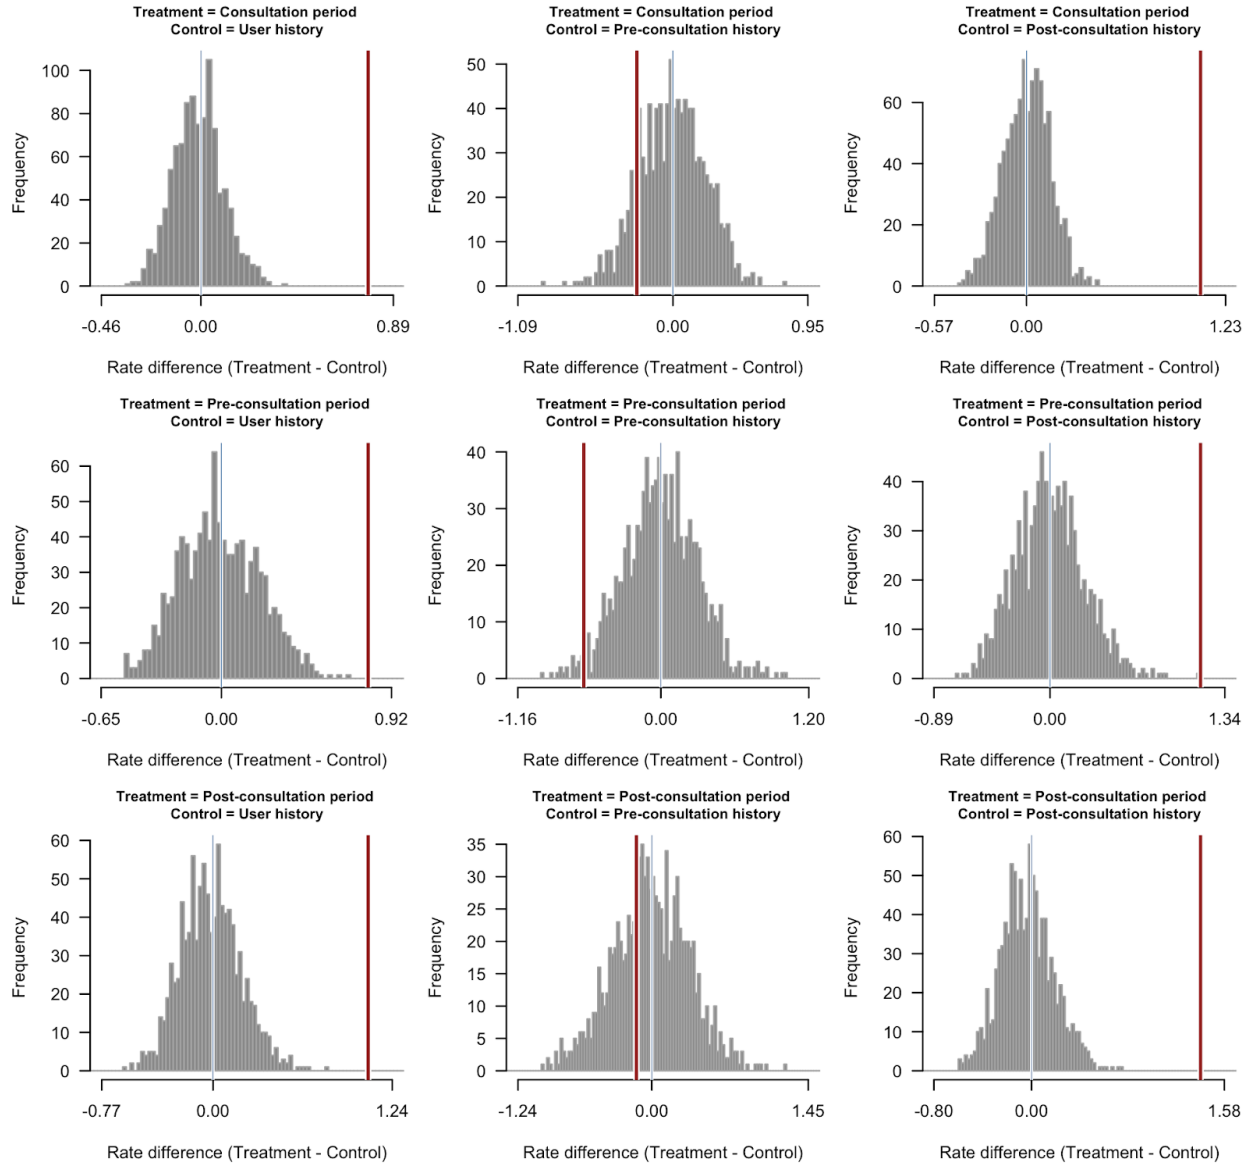 Treatment = Consultation period
Control = User history
Frequency
100
80
60
40
20
0
-0.46 0.00 0.89
Rate difference (Treatment - Control)
Treatment = Consultation period
Control = Pre-consultation history
Frequency
50
40
30
20
10
0
-1.09 0.00 0.95
Rate difference (Treatment - Control)
Treatment = Consultation period
Control = Post-consultation history
Frequency
60
40
20
0
-0.57 0.00 1.23
Rate difference (Treatment - Control)
Treatment = Pre-consultation period
Control = User history
Frequency
60
50
40
30
20
10
0
-0.65 0.00 0.92
Rate difference (Treatment - Control)
Treatment = Pre-consultation period
Control = Pre-consultation history
Frequency
40
30
20
10
0
-1.16 0.00 1.20
Rate difference (Treatment - Control)
Treatment = Pre-consultation period
Control = Post-consultation history
Frequency
40
30
20
10
0
-0.89 0.00 1.34
Rate difference (Treatment - Control)
Treatment = Post-consultation period
Control = User history
Frequency
60
50
40
30
20
10
0
-0.77 0.00 1.24
Rate difference (Treatment - Control)
Treatment = Post-consultation period
Control = Pre-consultation history
Frequency
35
30
25
20
15
10
5
0
-1.24 0.00 1.45
Rate difference (Treatment - Control)
Treatment = Post-consultation period
Control = Post-consultation history
Frequency
60
50
40
30
20
10
0
-0.80 0.00 1.58
Rate difference (Treatment - Control)